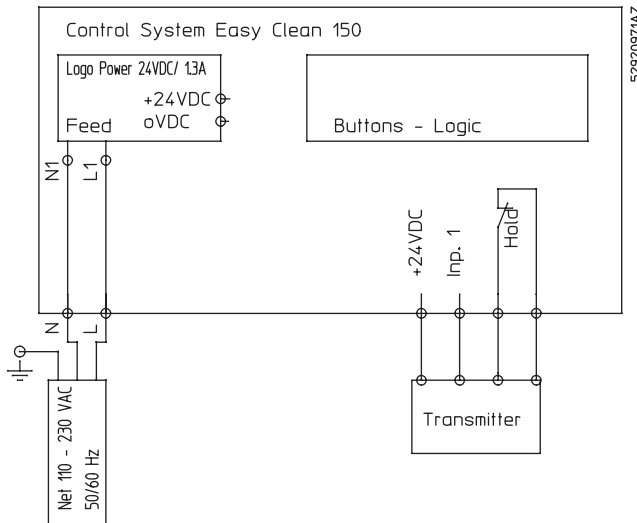 Control System Easy Clean 150
52920971AZ
Logo Power 24VDC/ 1.3A
+24VDC
oVDC
Feed
Buttons - Logic
N1
L1
+24VDC
Inp. 1
Hold
N
L
Net 110 - 230 VAC
50/60 Hz
Transmitter